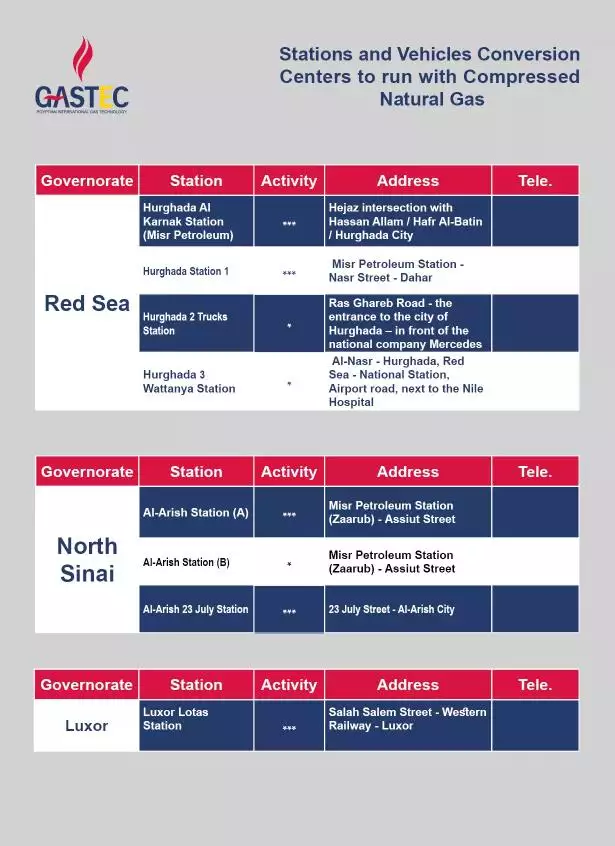 GASTEC
EGYPTIAN INTERNATIONAL GAS TECHNOLOGY
Stations and Vehicles Conversion
Centers to run with Compressed
Natural Gas
Governorate Station Activity Address Tele.
Red Sea
Hurghada Al
Karnak Station
(Misr Petroleum)
***
Hejaz intersection with
Hassan Allam / Hafr Al-Batin
/ Hurghada City
Hurghada Station 1
***
Misr Petroleum Station -
Nasr Street - Dahar
Hurghada 2 Trucks
Station
*
Ras Ghareb Road - the
entrance to the city of
Hurghada – in front of the
national company Mercedes
Hurghada 3
Wattanya Station
*
Al-Nasr - Hurghada, Red
Sea - National Station,
Airport road, next to the Nile
Hospital
Governorate Station Activity Address Tele.
North
Sinai
Al-Arish Station (A)
***
Misr Petroleum Station
(Zaarub) - Assiut Street
Al-Arish Station (B)
*
Misr Petroleum Station
(Zaarub) - Assiut Street
Al-Arish 23 July Station
***
23 July Street - Al-Arish City
Governorate Station Activity Address Tele.
Luxor
Luxor Lotas
Station
***
Salah Salem Street - Western
Railway - Luxor